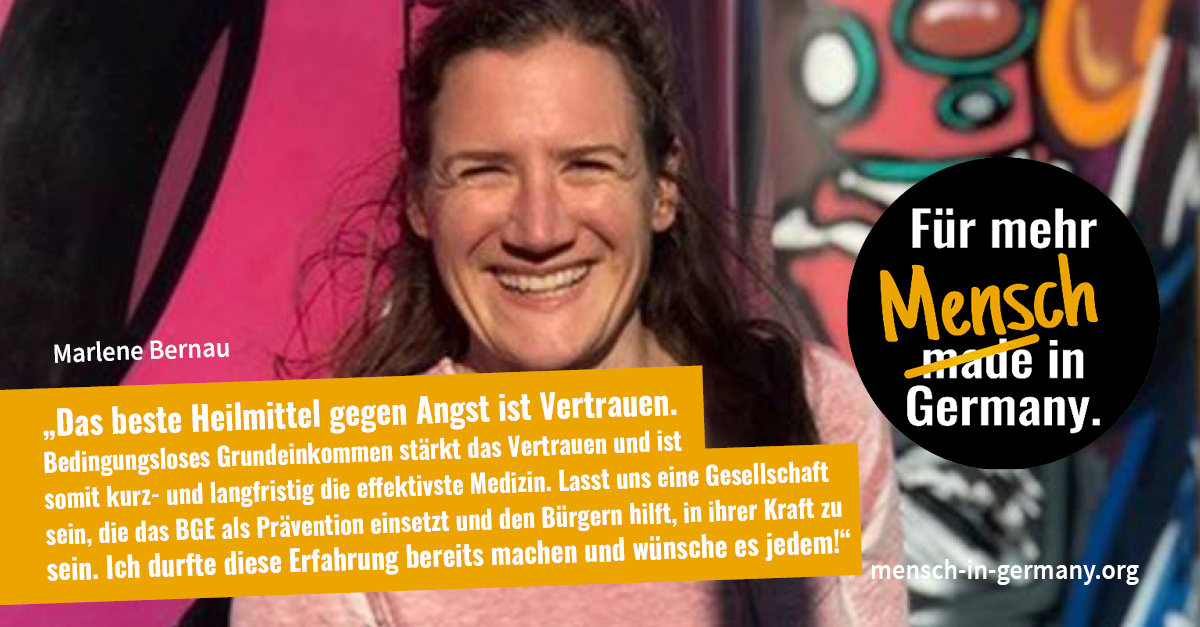 Marlene Bernau
„Das beste Heilmittel gegen Angst ist Vertrauen.
Bedingungsloses Grundeinkommen stärkt das Vertrauen und ist
somit kurz- und langfristig die effektivste Medizin. Lasst uns eine Gesellschaft
sein, die das BGE als Prävention einsetzt und den Bürgern hilft, in ihrer Kraft zu
sein. Ich durfte diese Erfahrung bereits machen und wünsche es jedem!“
Für mehr
Mensch
made in
Germany.
mensch-in-germany.org